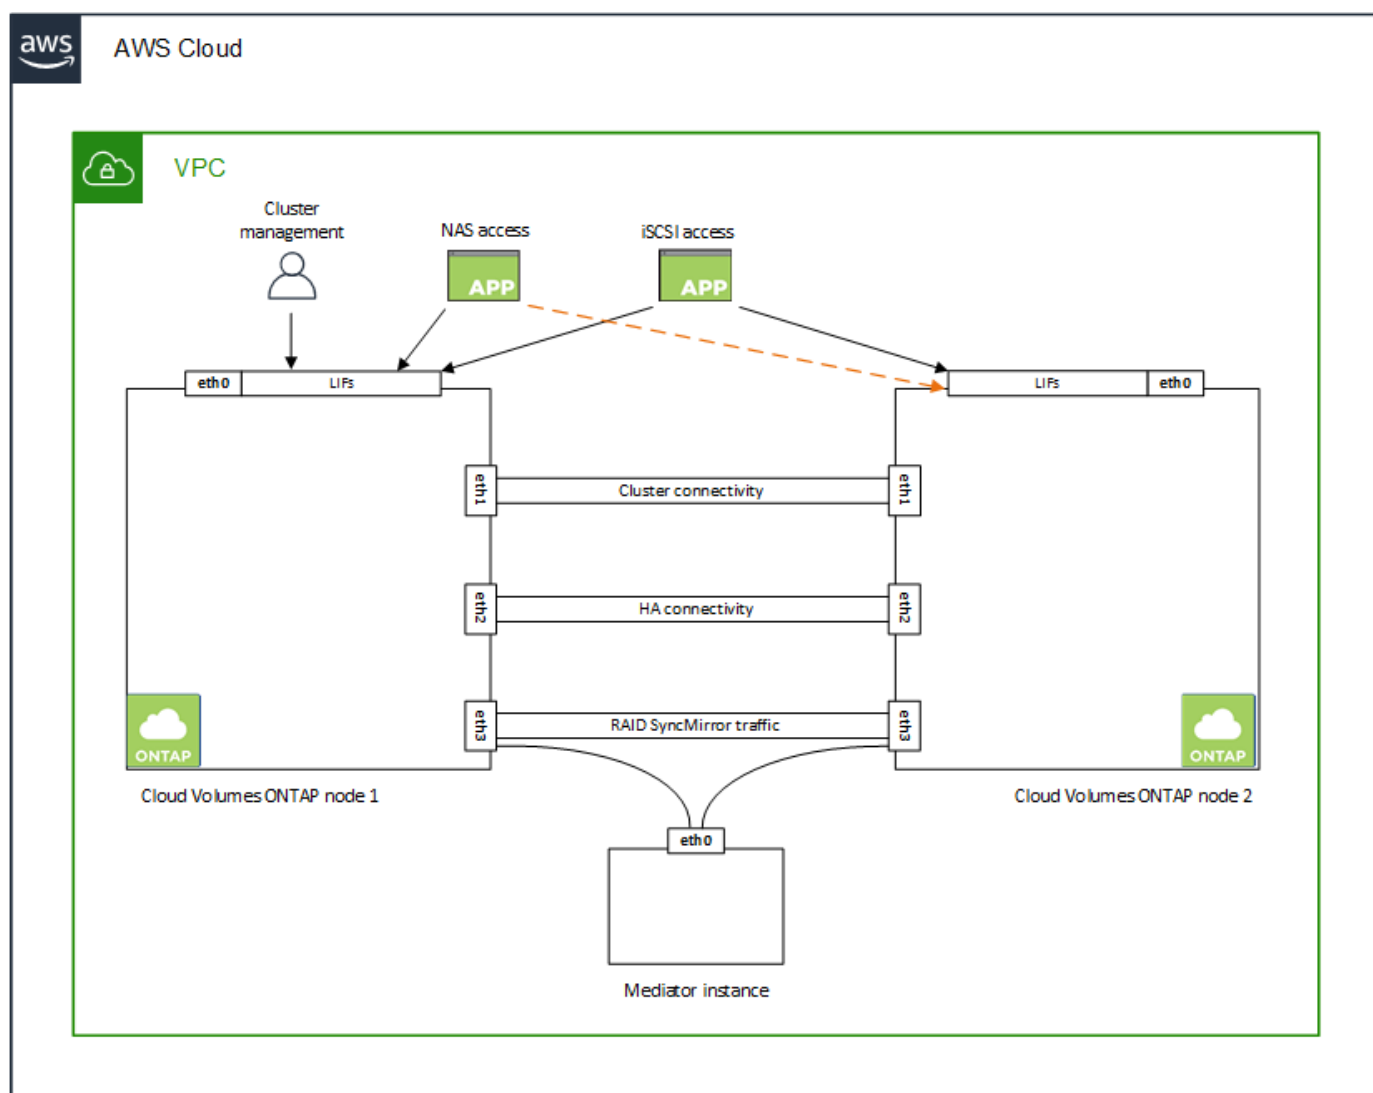 aws
AWS Cloud
VPC
Cluster
management
NAS access
iSCSI access
APP
APP
eth0
LIFs
LIFs
eth0
eth1
Cluster connectivity
eth1
eth2
HA connectivity
eth2
eth3
RAID SyncMirror traffic
eth3
ONTAP
ONTAP
Cloud Volumes ONTAP node 1
Cloud Volumes ONTAP node 2
eth0
Mediator instance